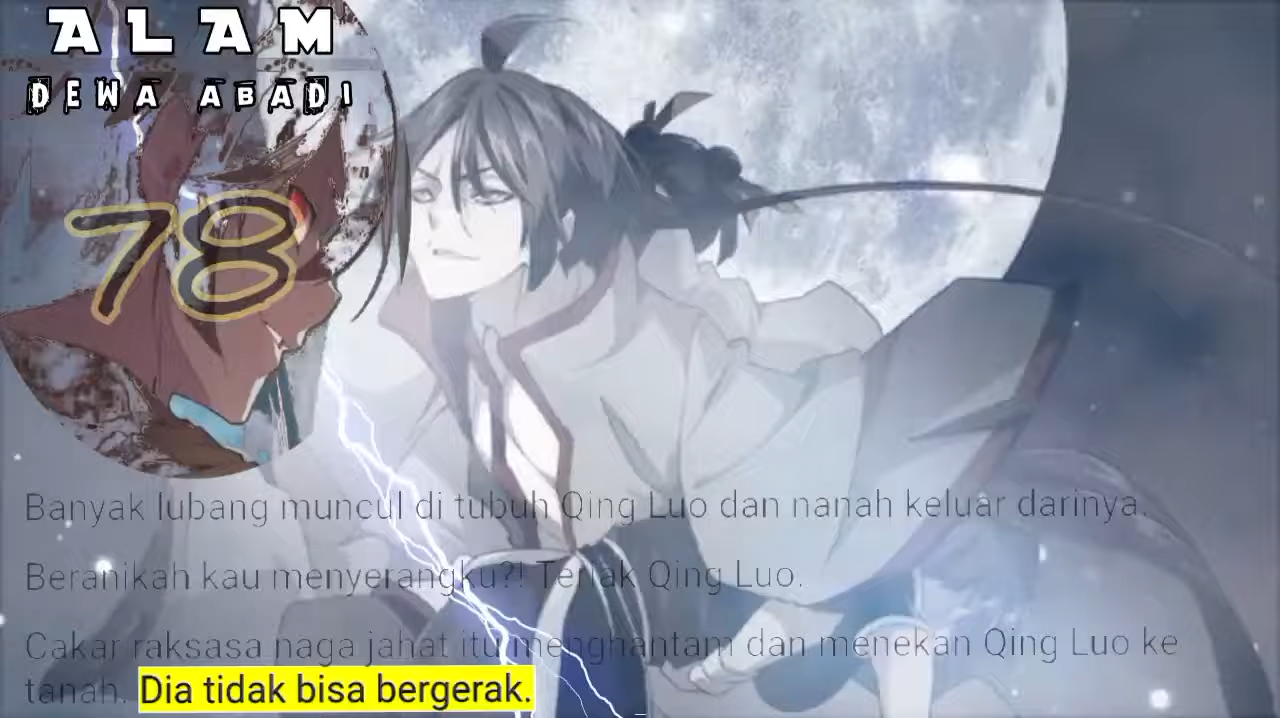 ALAM
DEWA ABADI
78
Banyak lubang muncul di tubuh Qing Luo dan nanah keluar darinya.
Beranikah kau menyerangku?! Teriak Qing Luo.
Cakar raksasa naga jahat itu menghantam dan menekan Qing Luo ke
tanah. Dia tidak bisa bergerak.